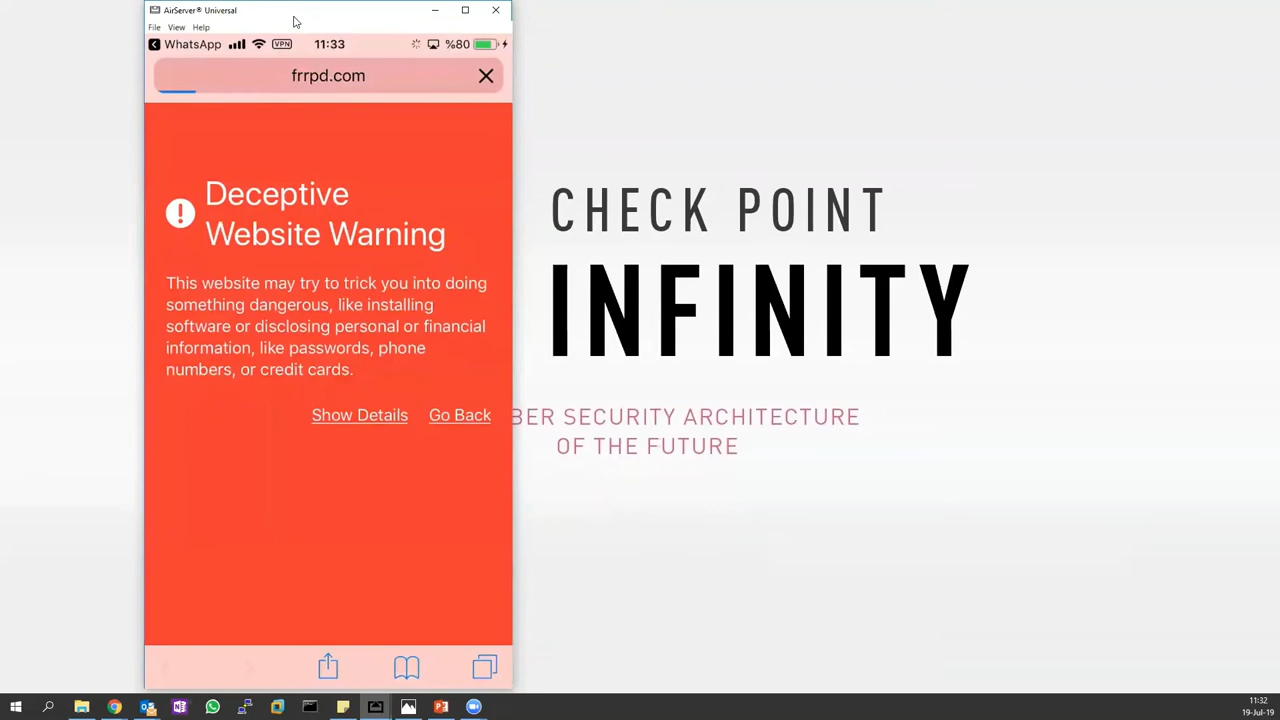 AirServer® Universal
File View Help
WhatsApp VPN 11:33 %80
frrpd.com
Deceptive
Website Warning
This website may try to trick you into doing
something dangerous, like installing
software or disclosing personal or financial
information, like passwords, phone
numbers, or credit cards.
Show Details Go Back
CHECK POINT
INFINITY
BER SECURITY ARCHITECTURE
OF THE FUTURE
11:32
19-Jul-19